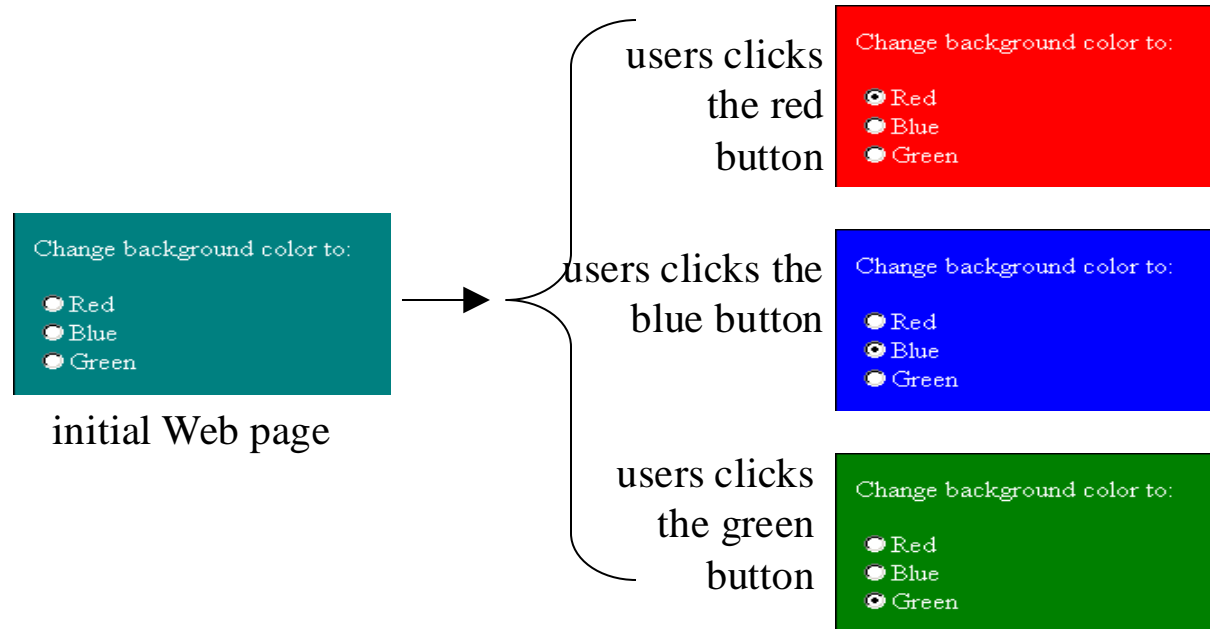 Change background color to:
Red
Blue
Green
initial Web page
users clicks
the red
button
Change background color to:
Red
Blue
Green
users clicks the
blue button
Change background color to:
Red
Blue
Green
users clicks
the green
button
Change background color to:
Red
Blue
Green